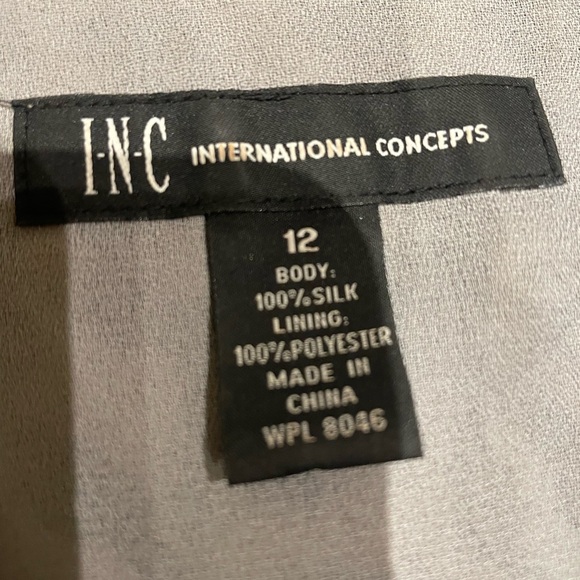 I·N·C INTERNATIONAL CONCEPTS
12
BODY:
100% SILK
LINING:
100% POLYESTER
MADE IN
CHINA
WPL 8046